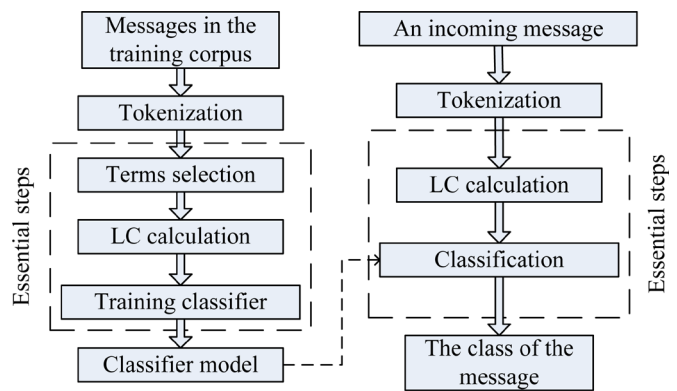 Messages in the
training corpus
Tokenization
Terms selection
LC calculation
Training classifier
Classifier model
Essential steps
An incoming message
Tokenization
LC calculation
Classification
The class of the
message
Essential steps